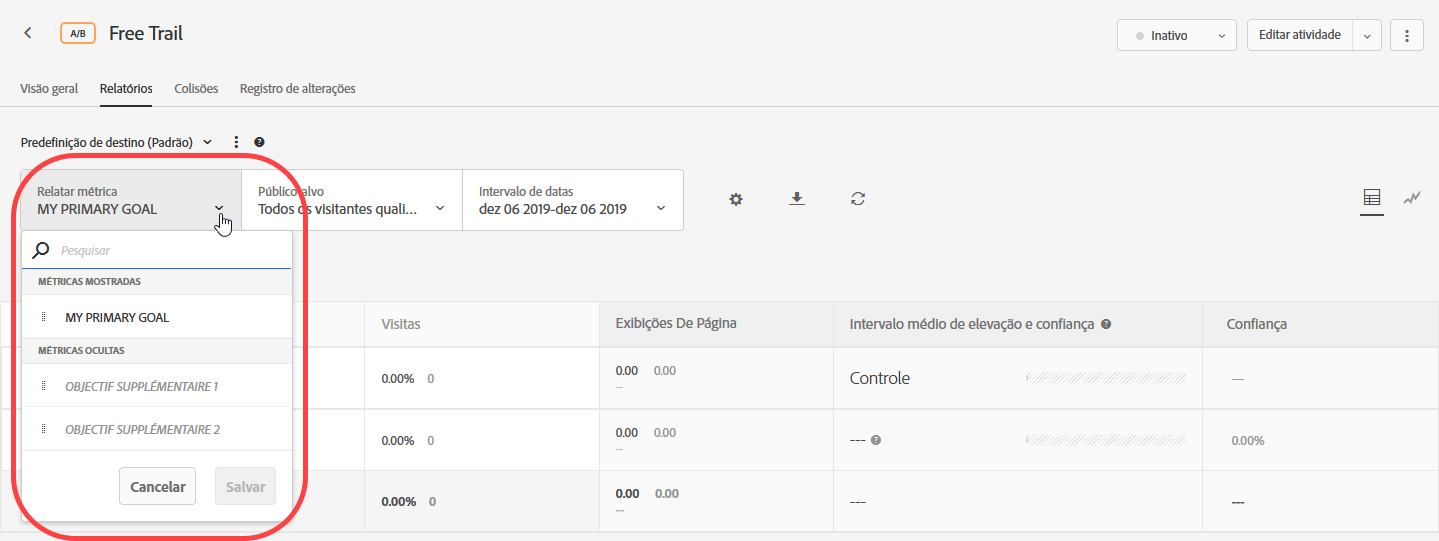 A/B Free Trail
Inativo
Editar atividade
Visão geral Relatórios Colisões Registro de alterações
Predefinição de destino (Padrão)
Relatar métrica
MY PRIMARY GOAL
Público-alvo
Todos os visitantes quali...
Intervalo de datas
dez 06 2019-dez 06 2019
Pesquisar
MÉTRICAS MOSTRADAS
MY PRIMARY GOAL
MÉTRICAS OCULTAS
OBJECTIF SUPPLÉMENTAIRE 1
OBJECTIF SUPPLÉMENTAIRE 2
Cancelar Salvar
Visitas Exibições De Página Intervalo médio de elevação e confiança ? Confiança
0.00% 0 0.00 0.00 Controle ---
--
0.00% 0 0.00 0.00 --- ? 0.00%
--
0.00% 0 0.00 0.00 --- ---
--